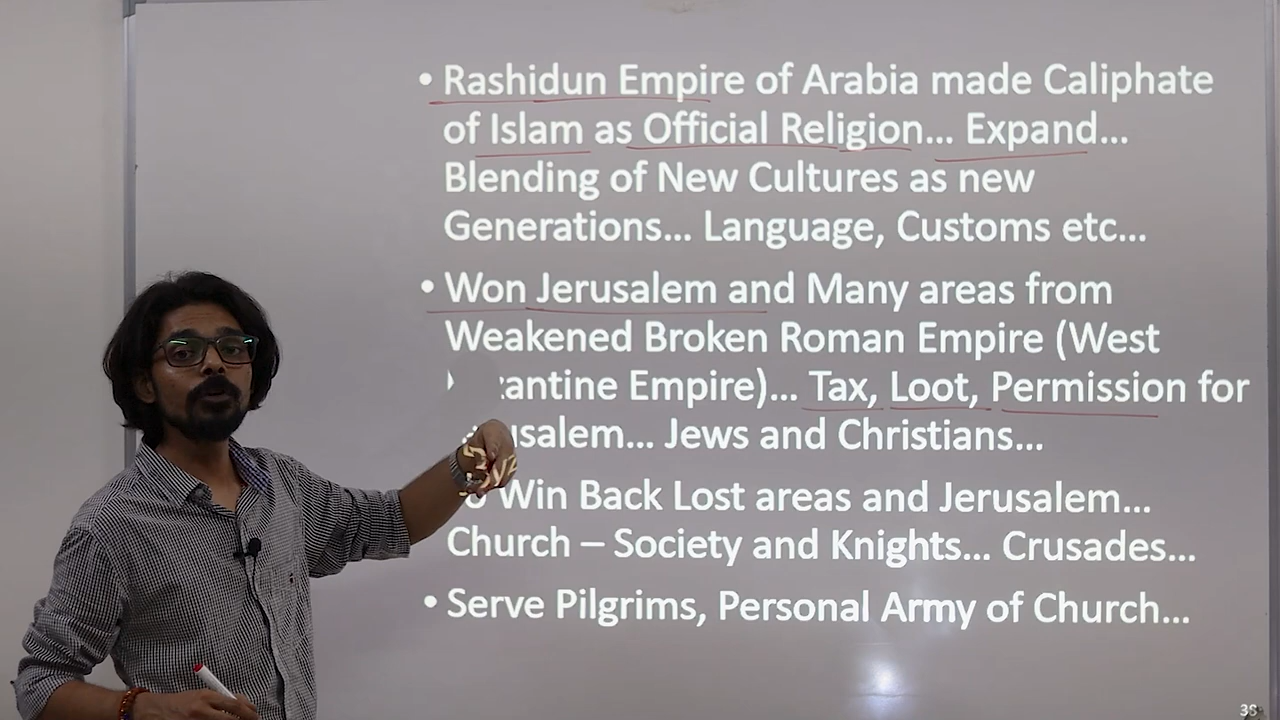 • Rashidun Empire of Arabia made Caliphate
of Islam as Official Religion... Expand...
Blending of New Cultures as new
Generations... Language, Customs etc...
• Won Jerusalem and Many areas from
Weakened Broken Roman Empire (West
Empire)... Tax, Loot, Permission for
Jews and Christians...
Win Back Lost areas and Jerusalem...
Church – Society and Knights... Crusades...
• Serve Pilgrims, Personal Army of Church...